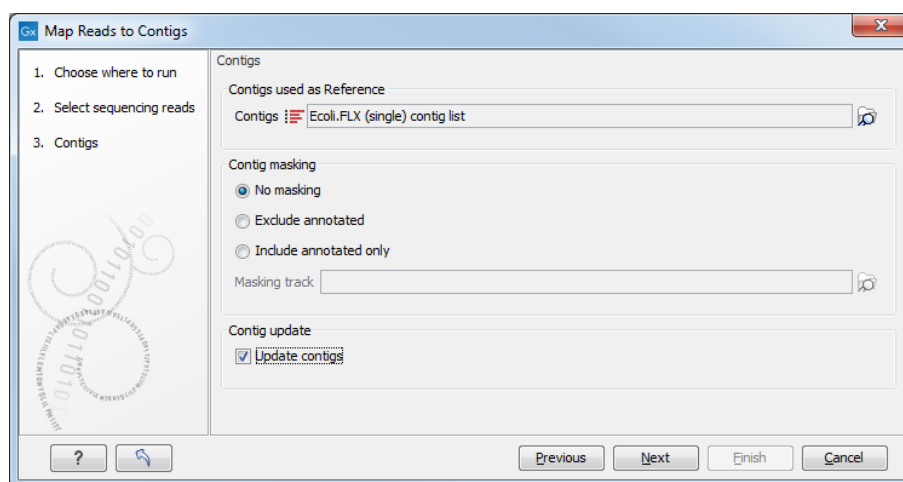 Gx Map Reads to Contigs
1. Choose where to run
2. Select sequencing reads
3. Contigs
Contigs
Contigs used as Reference
Contigs Ecoli.FLX (single) contig list
Contig masking
No masking
Exclude annotated
Include annotated only
Masking track
Contig update
Update contigs
? Previous Next Finish Cancel